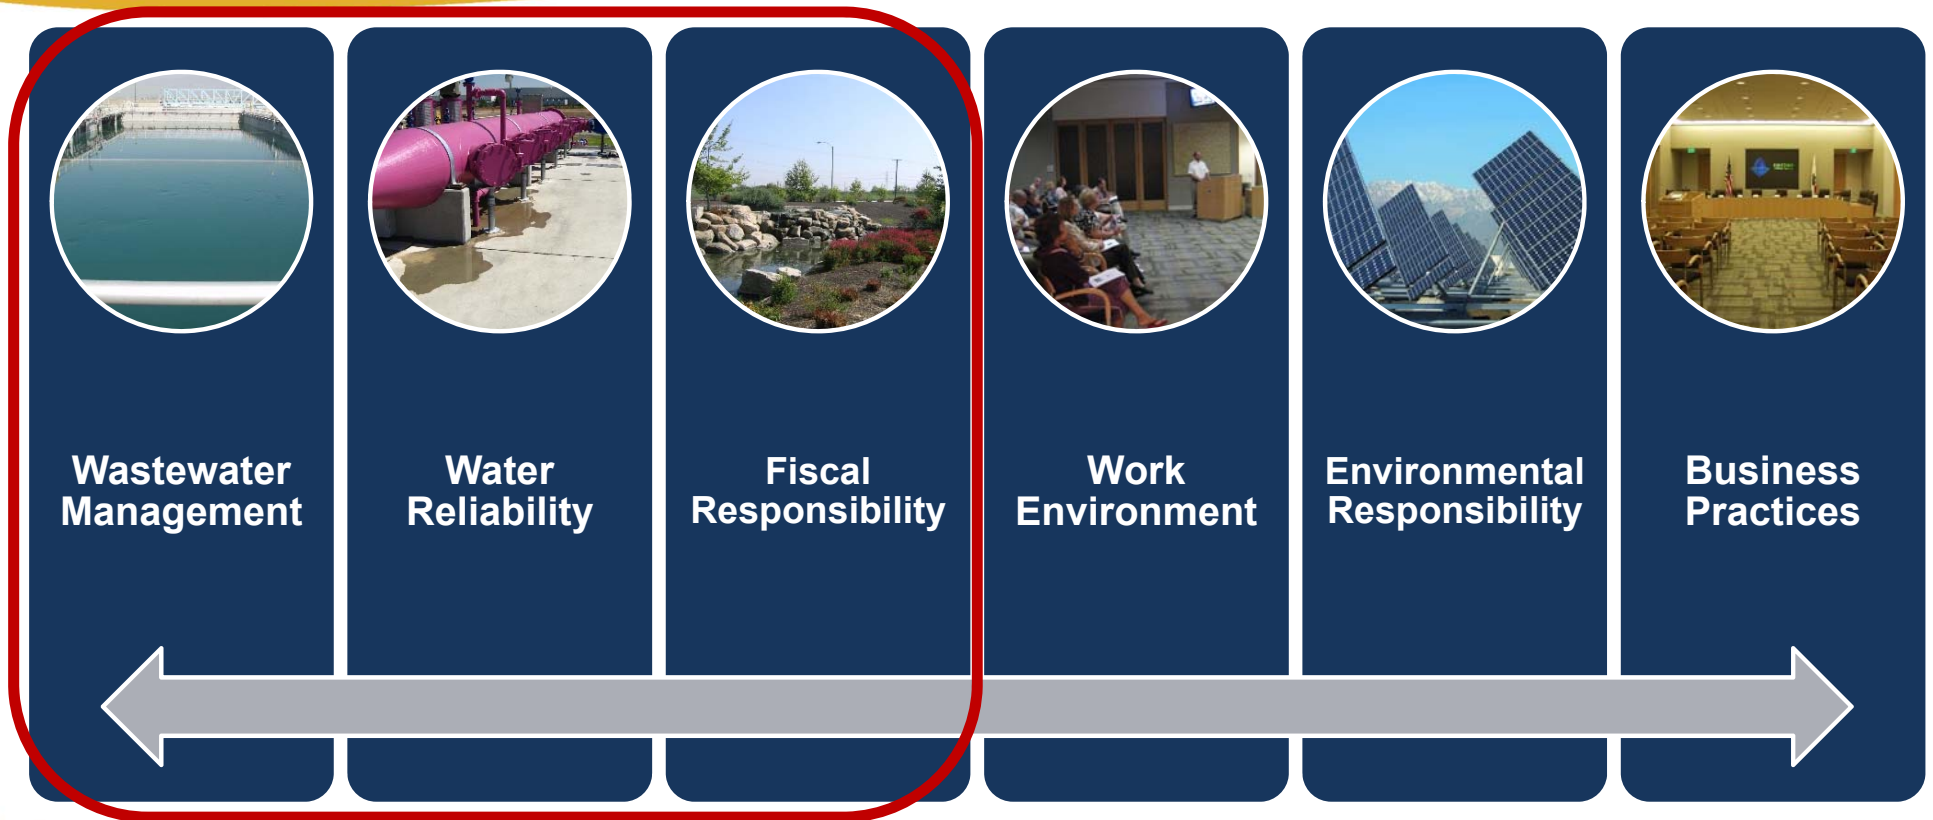 Wastewater
Management
Water
Reliability
Fiscal
Responsibility
Work
Environment
Environmental
Responsibility
Business
Practices